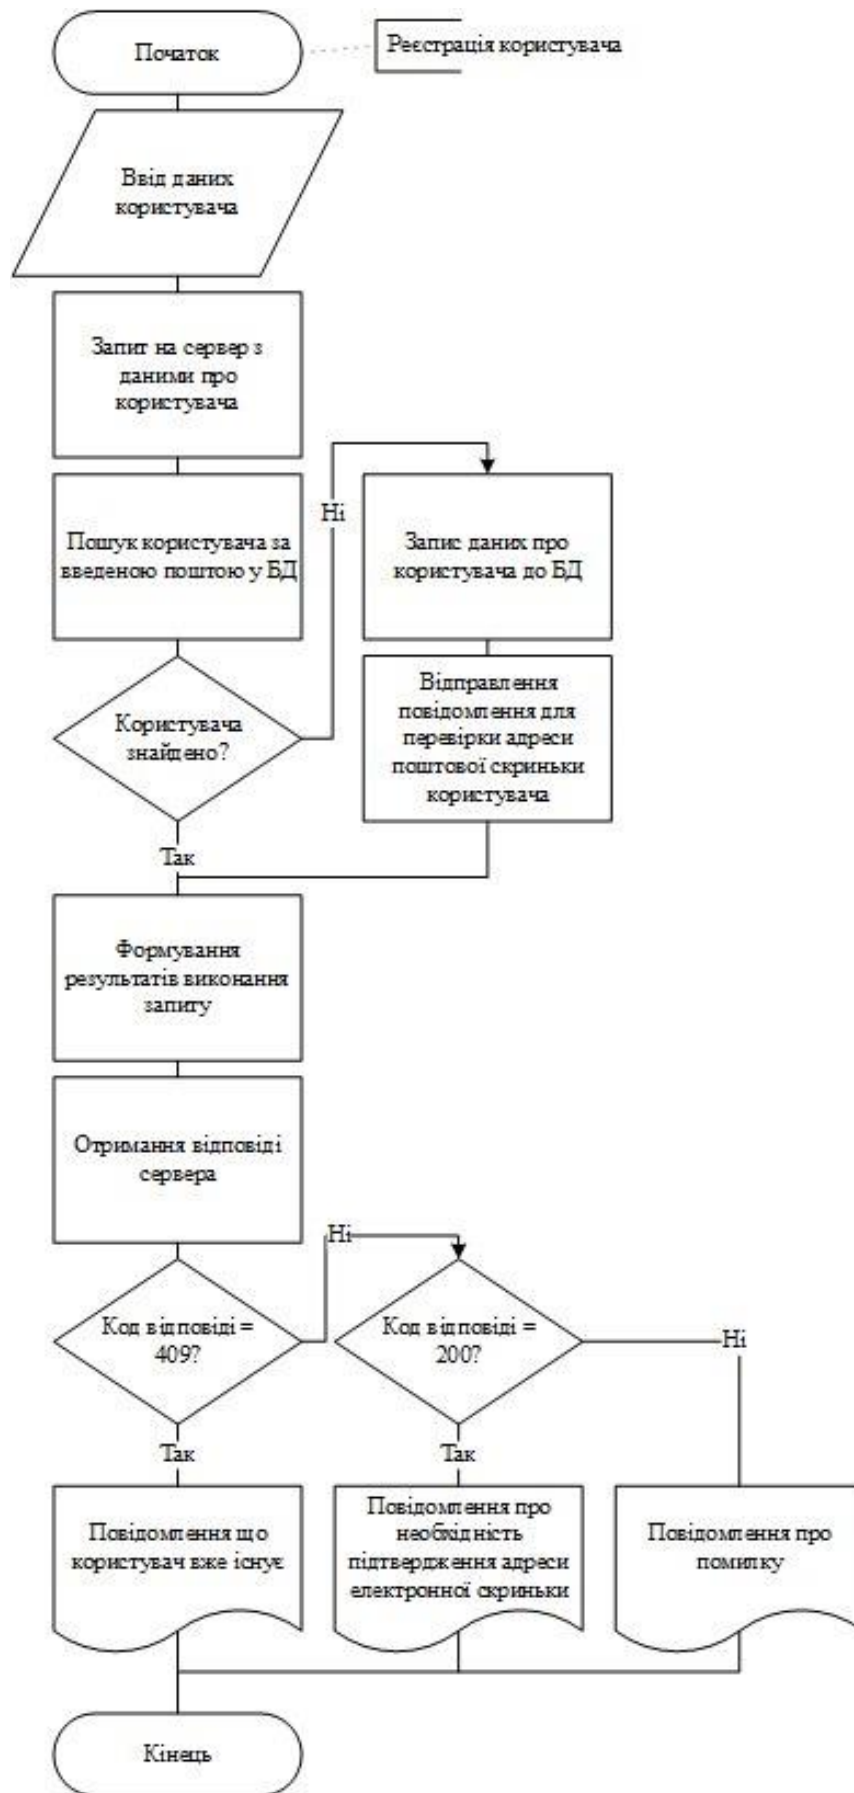 Початок
Реєстрація користувача
Ввід даних
користувача
Запит на сервер з
даними про
користувача
Ні
Пошук користувача за
введеною поштою у БД
Запис даних про
користувача до БД
Користувача
знайдено?
Відправлення
повідомлення для
перевірки адреси
поштової скриньки
користувача
Так
Формування
результатів виконання
запиту
Отримання відповіді
сервера
Ні
Код відповіді =
409?
Код відповіді =
200?
Ні
Так
Так
Повідомлення що
користувач вже існує
Повідомлення про
необхідність
підтвердження адреси
електронної скриньки
Повідомлення про
помилку
Кінець